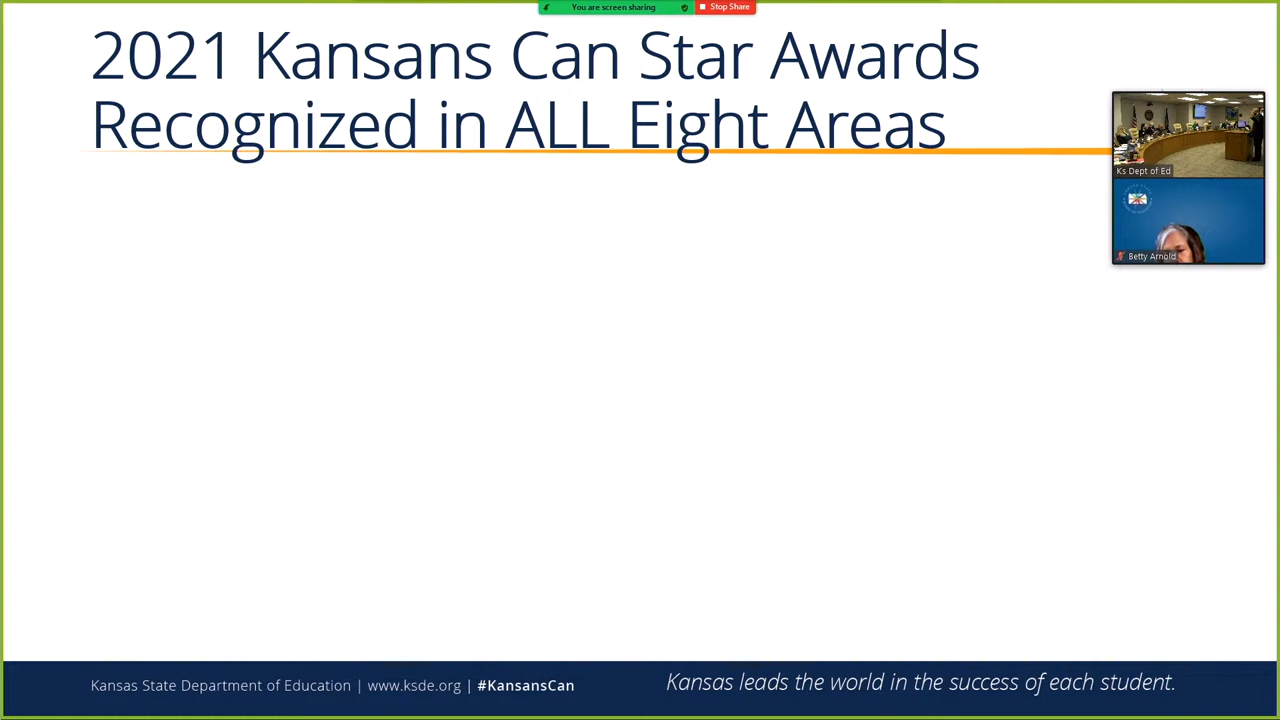 You are screen sharing
Stop Share
2021 Kansans Can Star Awards
Recognized in ALL Eight Areas
Ks Dept of Ed
Betty Arnold
Kansas State Department of Education | www.ksde.org | #KansansCan
Kansas leads the world in the success of each student.